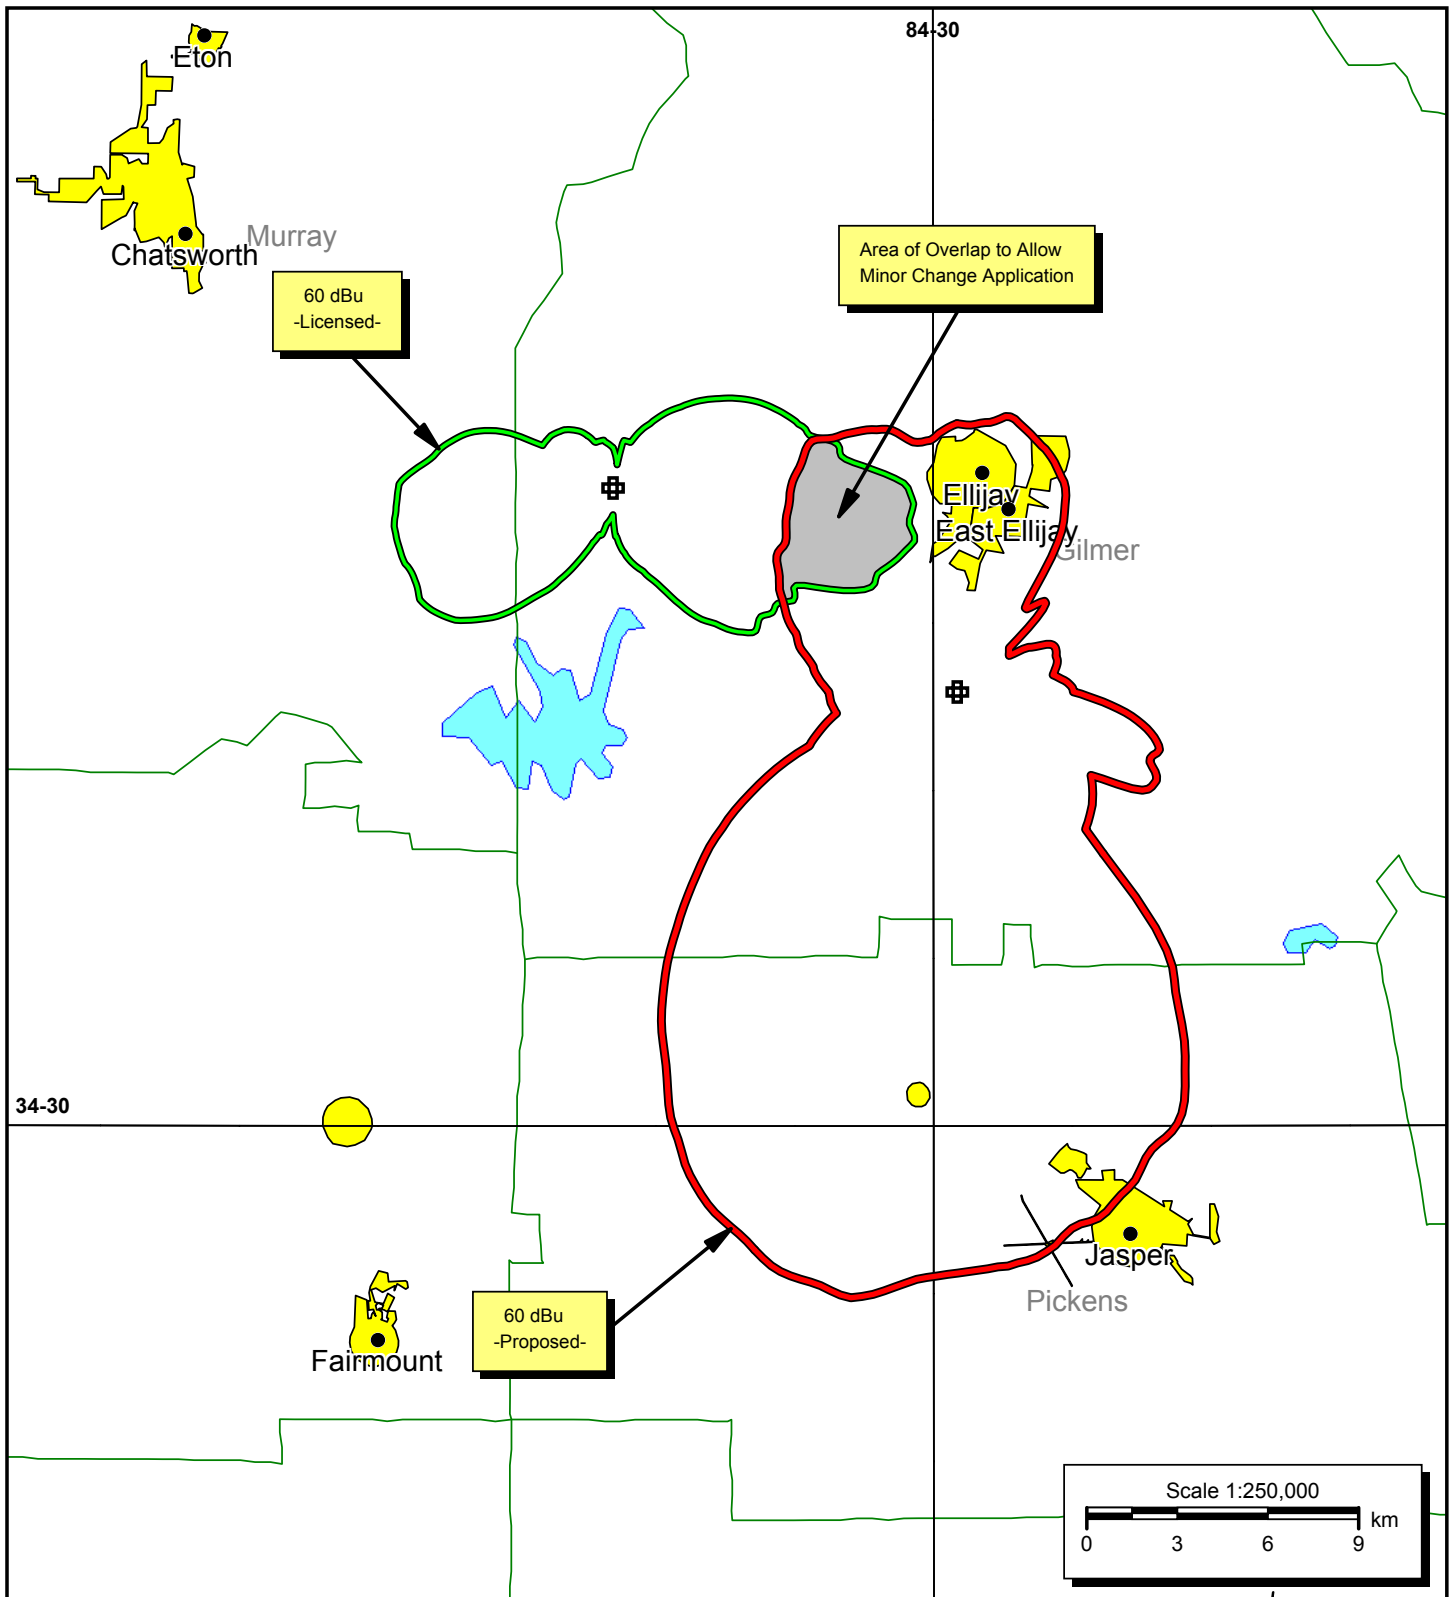 84-30
Eton
Murray
Chatsworth
Area of Overlap to Allow
Minor Change Application
60 dBu
-Licensed-
Ellijay
East Ellijay
Gilmer
34-30
Jasper
Pickens
60 dBu
-Proposed-
Fairmount
Scale 1:250,000
km
0 3 6 9